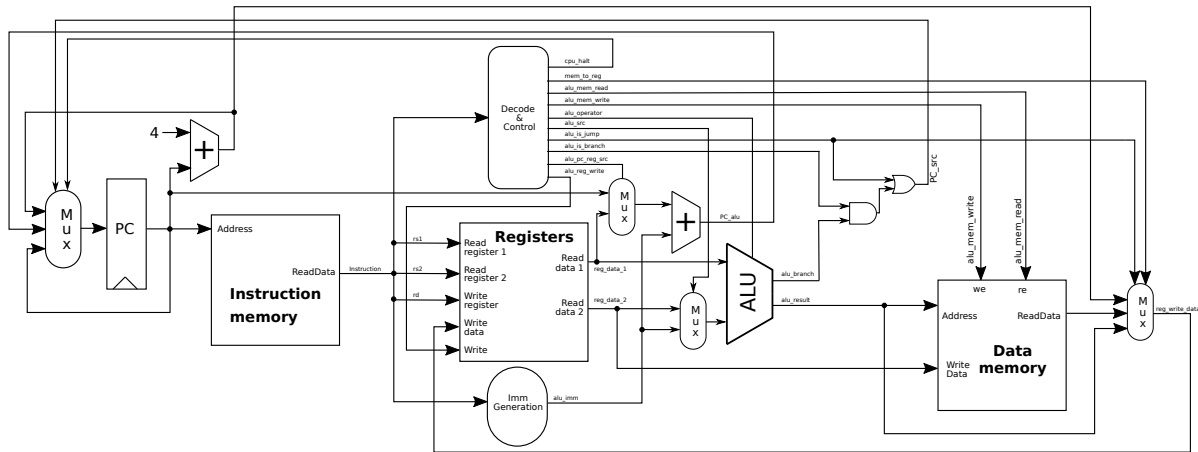 cpu_halt
mem_to_reg
alu_mem_read
alu_mem_write
alu_operator
alu_src
alu_is_jump
alu_is_branch
alu_pc_reg_src
alu_reg_write
Decode
&
Control
4
+
M
u
x
PC
Address
ReadData
Instruction
memory
Instruction
rs1
rs2
rd
Registers
Read
register 1
Read
register 2
Write
register
Write
data
Write
Read
data 1
Read
data 2
reg_data_1
reg_data_2
Imm
Generation
alu_imm
M
u
x
+
PC_alu
M
u
x
ALU
alu_branch
alu_result
PC_src
alu_mem_write
alu_mem_read
we
re
Address
ReadData
Write
Data
Data
memory
M
u
x
reg_write_data